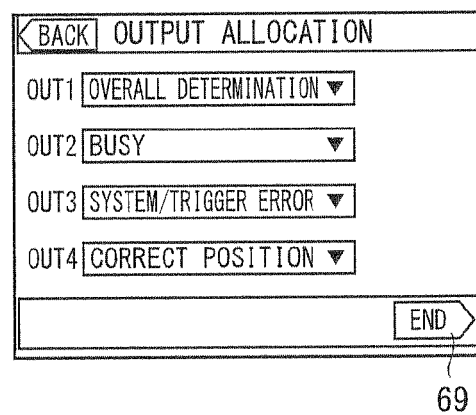 BACK OUTPUT ALLOCATION
OUT1 OVERALL DETERMINATION ▼
OUT2 BUSY ▼
OUT3 SYSTEM/TRIGGER ERROR ▼
OUT4 CORRECT POSITION ▼
END
69